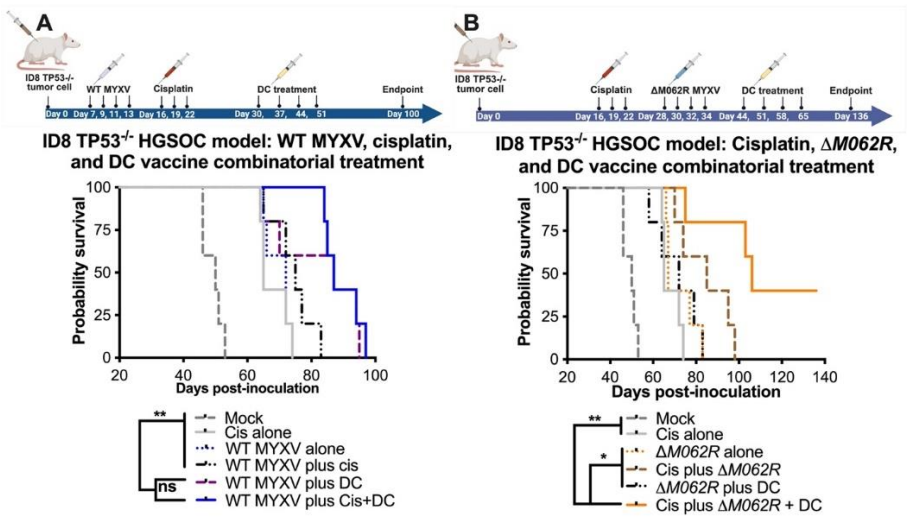 A
ID8 TP53-/-
tumor cell
WT MYXV
Cisplatin
DC treatment
Endpoint
Day 0
Day 7, 9, 11, 13
Day 16, 19, 22
Day 30, 37, 44, 51
Day 100
ID8 TP53-/- HGSOC model: WT MYXV, cisplatin,
and DC vaccine combinatorial treatment
Probability survival
100
75
50
25
0
20
40
60
80
100
Days post-inoculation
**
ns
Mock
Cis alone
WT MYXV alone
WT MYXV plus cis
WT MYXV plus DC
WT MYXV plus Cis+DC
B
ID8 TP53-/-
tumor cell
Cisplatin
ΔM062R MYXV
DC treatment
Endpoint
Day 0
Day 16, 19, 22
Day 28, 30, 32, 34
Day 44, 51, 58, 65
Day 136
ID8 TP53-/- HGSOC model: Cisplatin, ΔM062R,
and DC vaccine combinatorial treatment
Probability survival
100
75
50
25
0
20
40
60
80
100
120
140
Days post-inoculation
**
*
Mock
Cis alone
ΔM062R alone
Cis plus ΔM062R
ΔM062R plus DC
Cis plus ΔM062R + DC